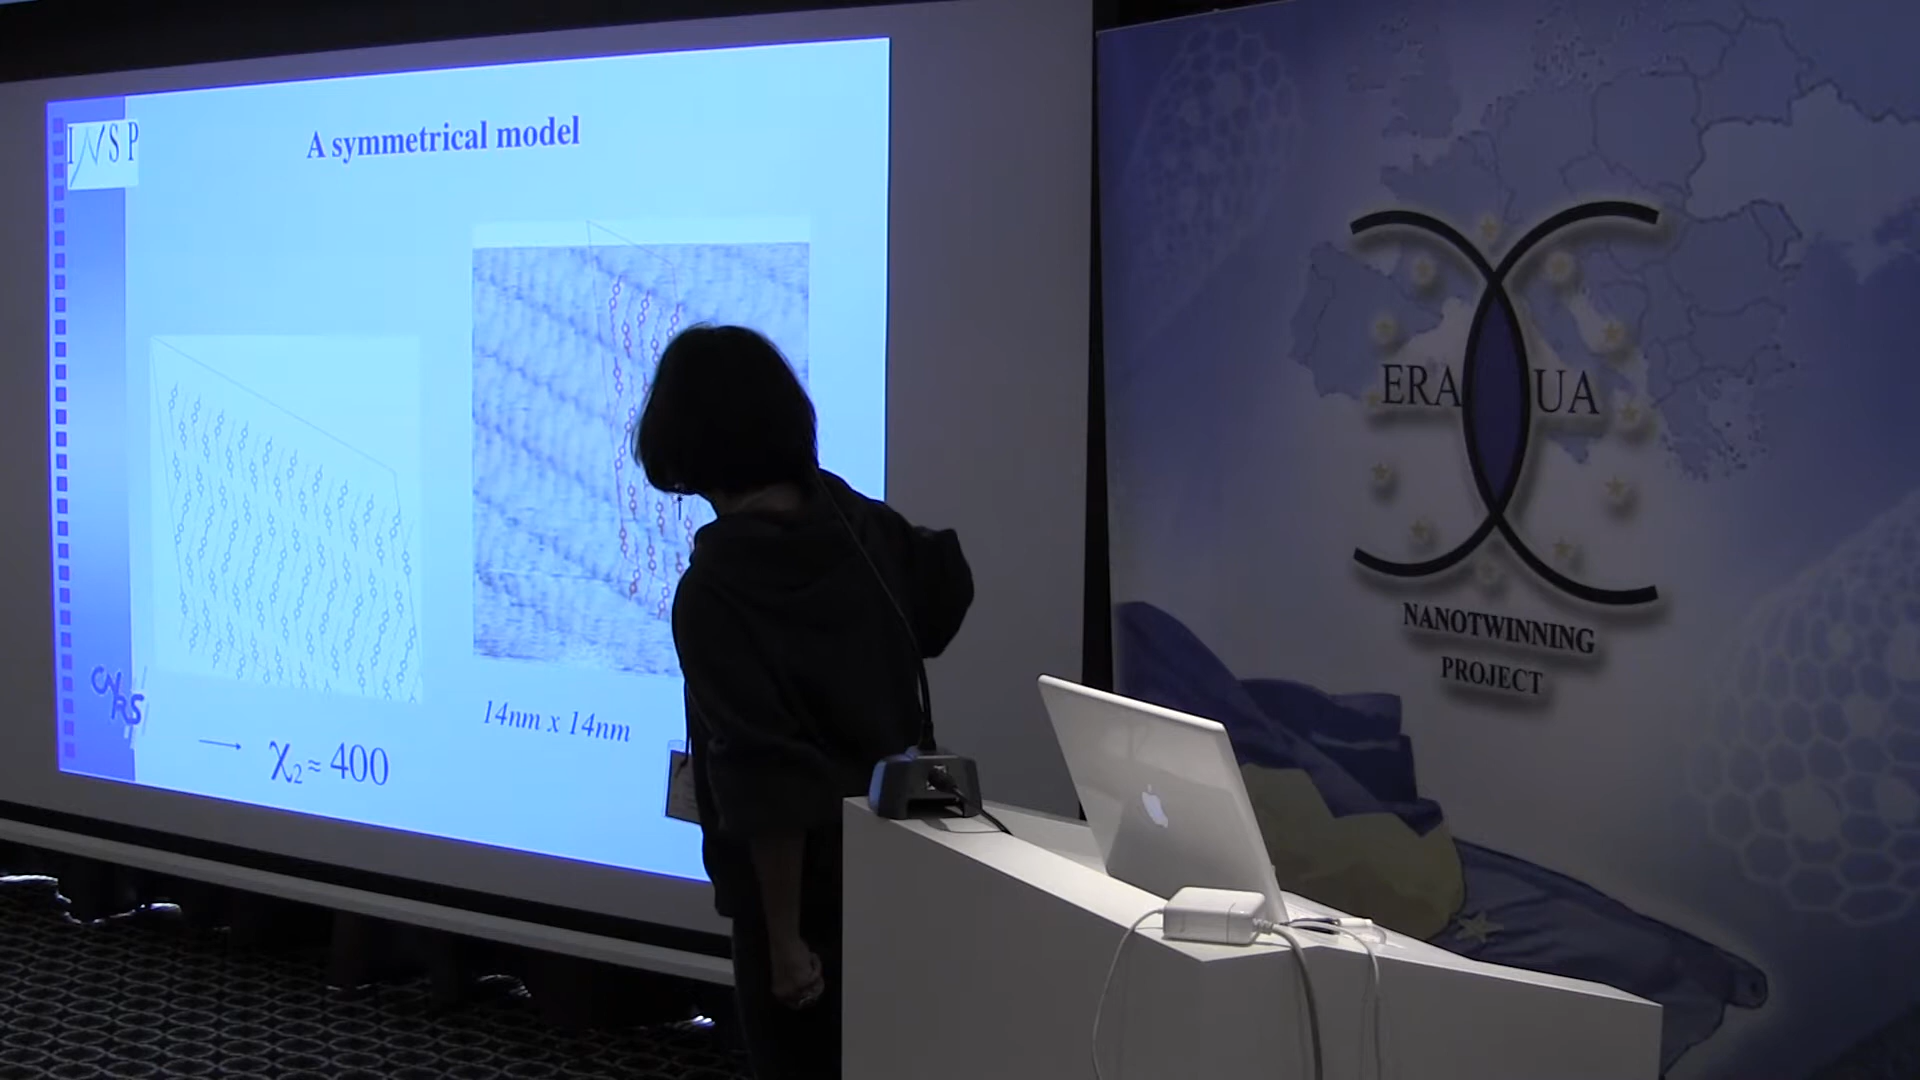 INSP
A symmetrical model
14nm x 14nm
CNRS
→ χ₂ ≈ 400
ERA UA
NANOTWINNING
PROJECT